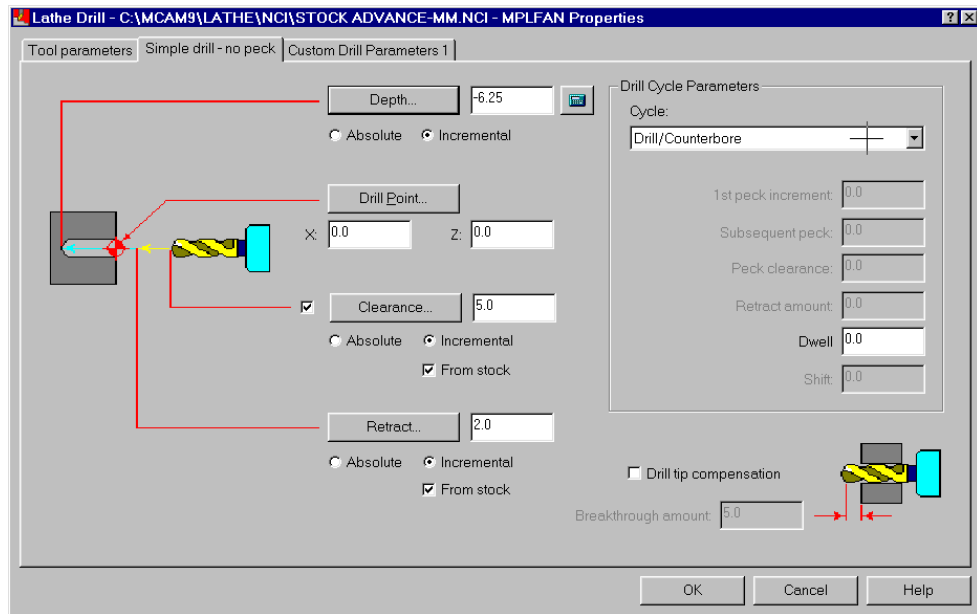 Lathe Drill - C:\MCAM9\LATHE\NCI\STOCK ADVANCE-MM.NCI - MPLFAN Properties
Tool parameters
Simple drill - no peck
Custom Drill Parameters 1
Depth...
-6.25
Absolute
Incremental
Drill Point...
X: 0.0
Z: 0.0
Clearance...
5.0
Absolute
Incremental
From stock
Retract...
2.0
Absolute
Incremental
From stock
Drill Cycle Parameters
Cycle:
Drill/Counterbore
1st peck increment: 0.0
Subsequent peck: 0.0
Peck clearance: 0.0
Retract amount: 0.0
Dwell 0.0
Shift: 0.0
Drill tip compensation
Breakthrough amount: 5.0
OK
Cancel
Help